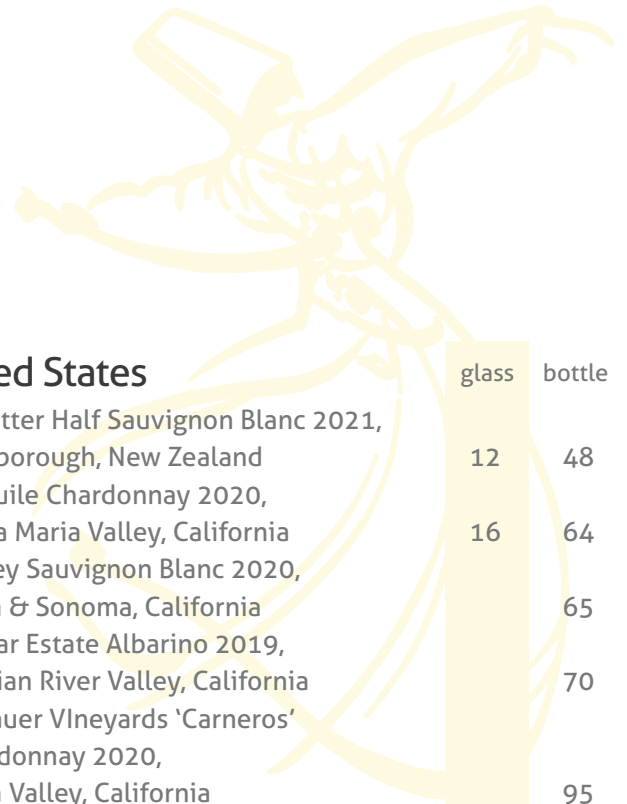 ed States glass bottle
tter Half Sauvignon Blanc 2021,
borough, New Zealand 12 48
uile Chardonnay 2020,
a Maria Valley, California 16 64
ey Sauvignon Blanc 2020,
& Sonoma, California 65
ar Estate Albarino 2019,
ian River Valley, California 70
auer VIneyards ‘Carneros’
donnay 2020,
Valley, California 95